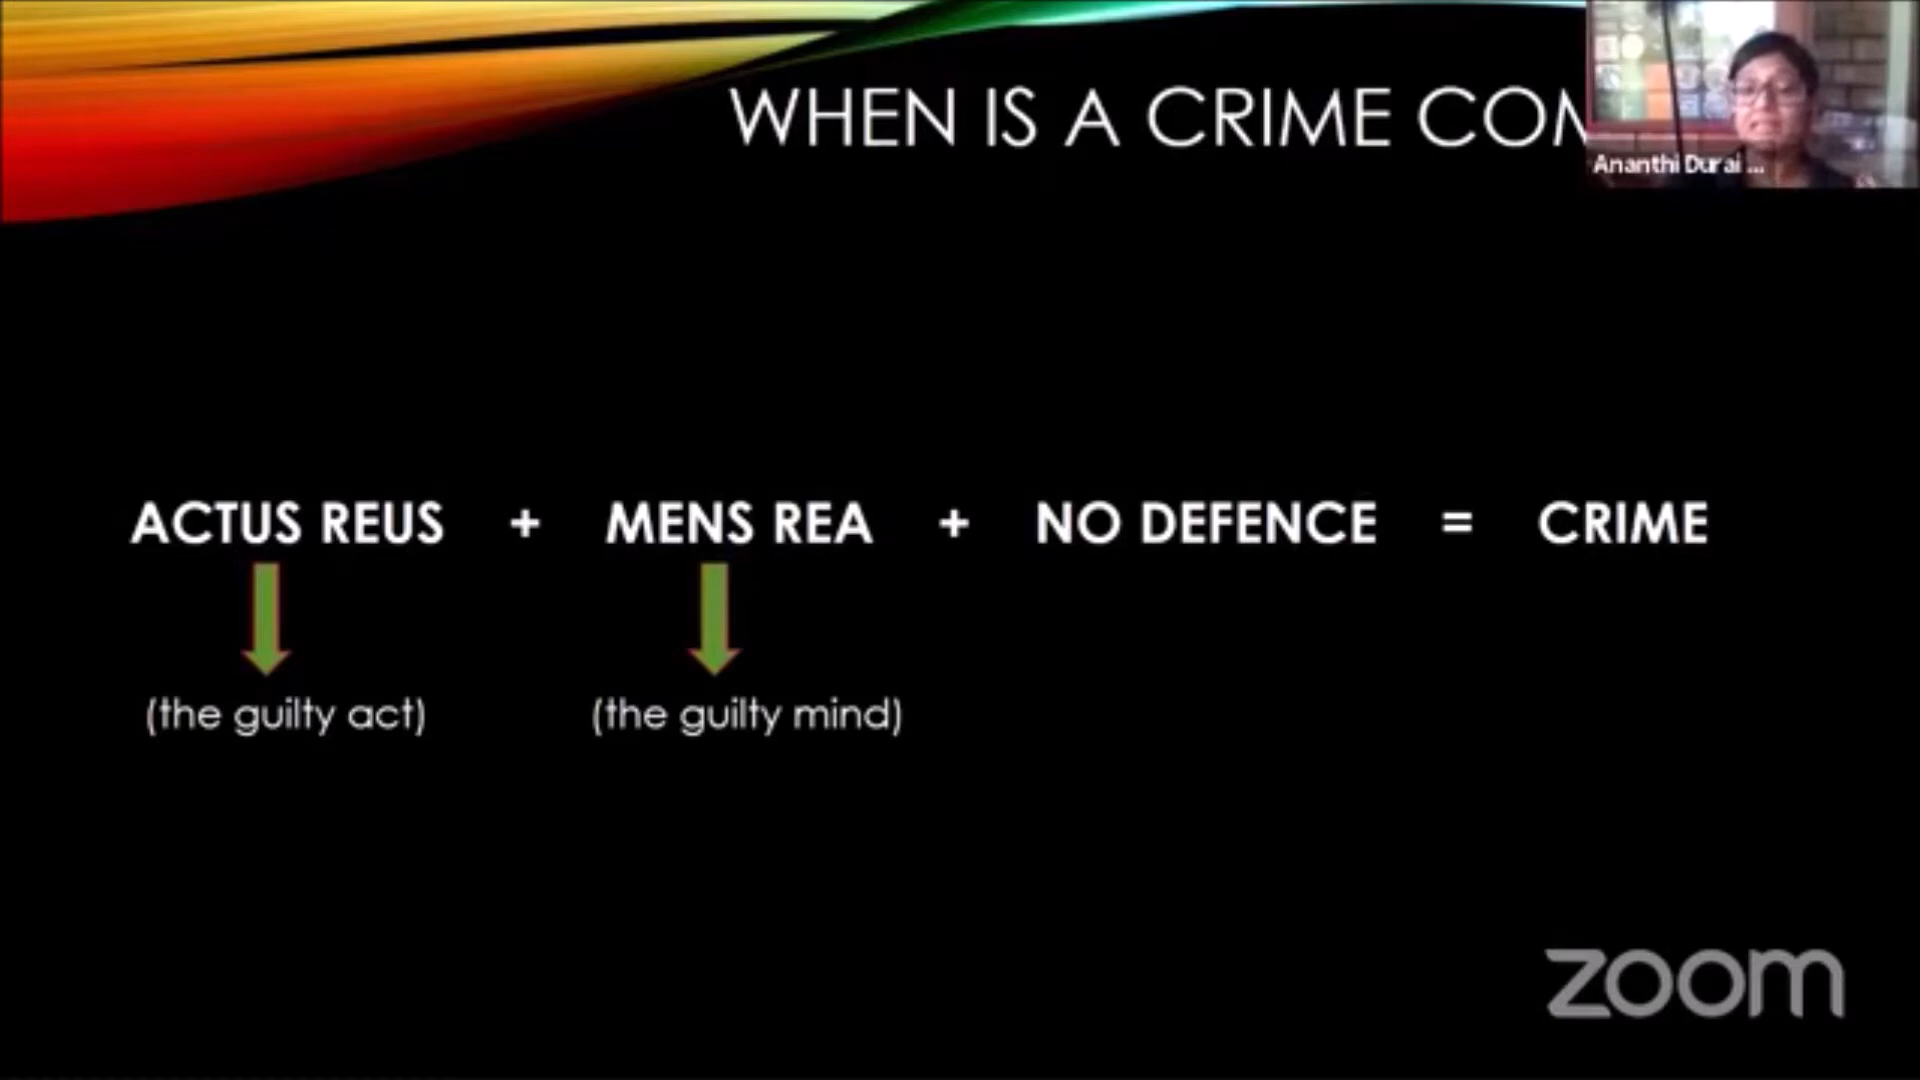 WHEN IS A CRIME COM
Ananthi Durai ...
ACTUS REUS + MENS REA + NO DEFENCE = CRIME
(the guilty act) (the guilty mind)
zoom